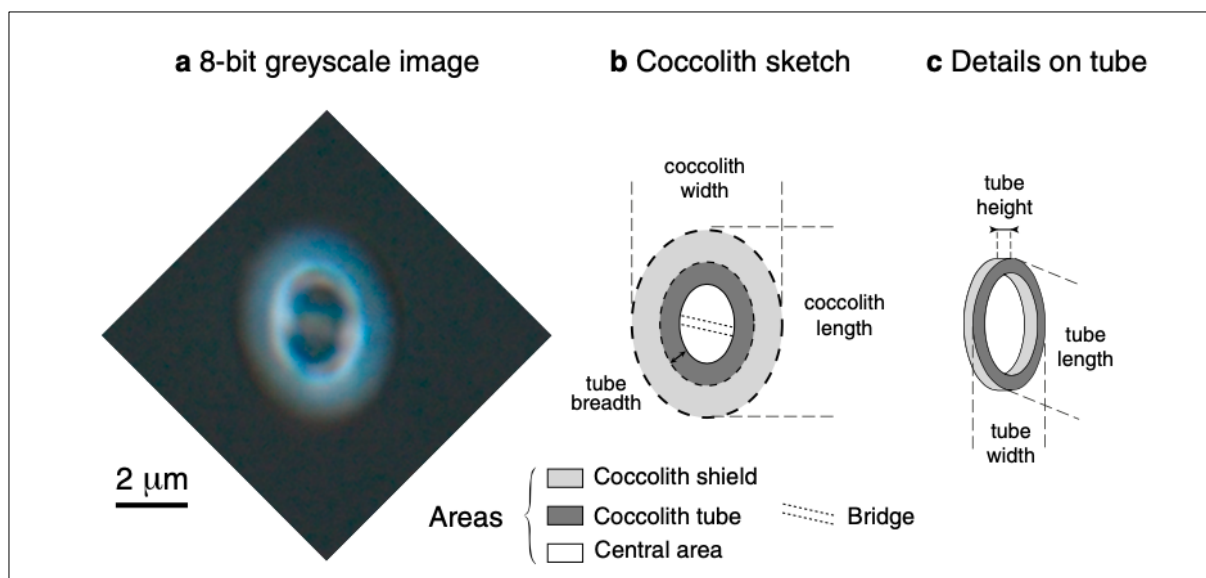 a 8-bit greyscale image
b Coccolith sketch
c Details on tube
coccolith
width
coccolith
length
tube
breadth
tube
height
tube
length
tube
width
2 μm
Areas
Coccolith shield
Coccolith tube
Central area
Bridge